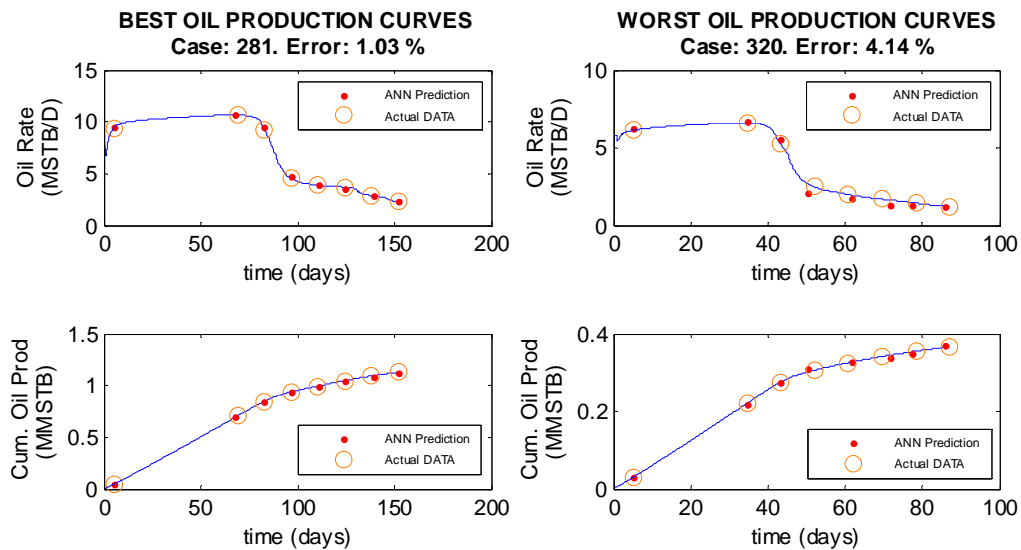 BEST OIL PRODUCTION CURVES
Case: 281. Error: 1.03 %
15
10
5
0
Oil Rate
(MSTB/D)
ANN Prediction
Actual DATA
0
50
100
150
200
time (days)
WORST OIL PRODUCTION CURVES
Case: 320. Error: 4.14 %
10
5
0
Oil Rate
(MSTB/D)
ANN Prediction
Actual DATA
0
20
40
60
80
100
time (days)
1.5
1
0.5
0
Cum. Oil Prod
(MMSTB)
ANN Prediction
Actual DATA
0
50
100
150
200
time (days)
0.4
0.2
0
Cum. Oil Prod
(MMSTB)
ANN Prediction
Actual DATA
0
20
40
60
80
100
time (days)